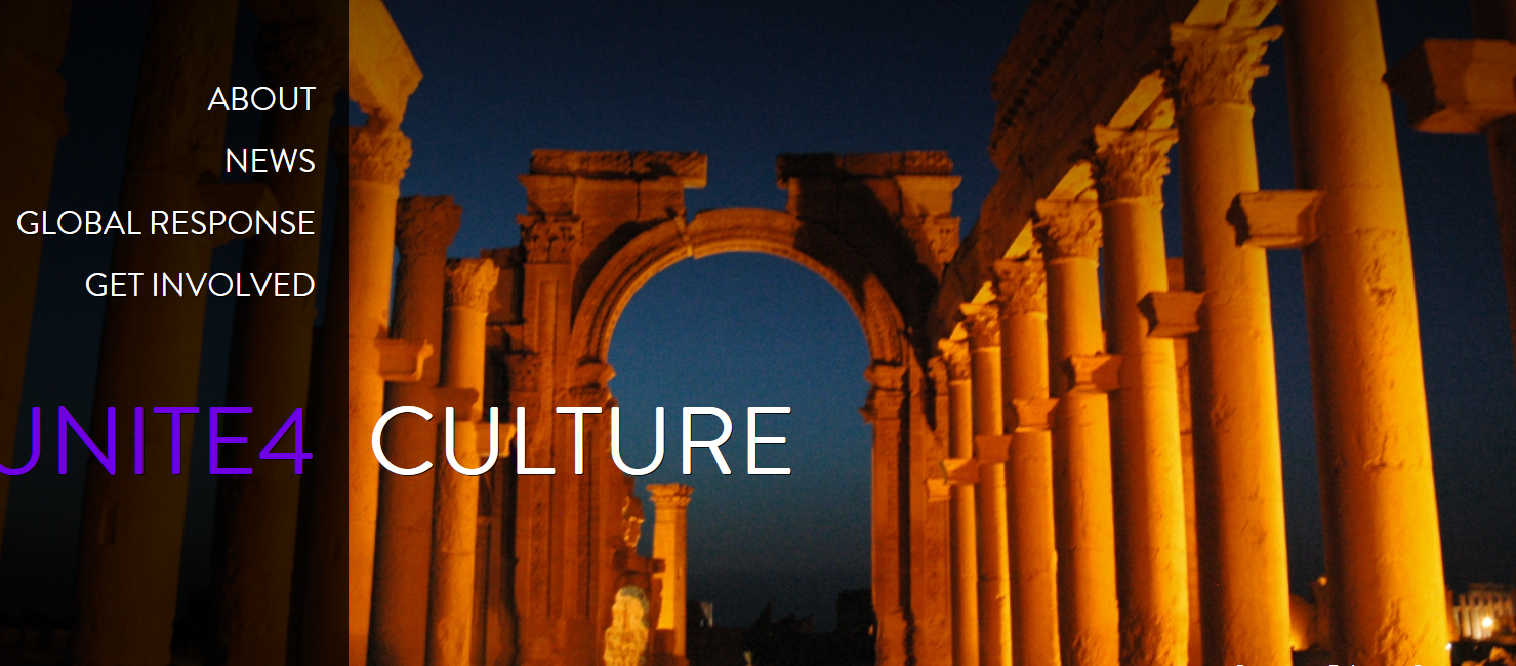 ABOUT
NEWS
GLOBAL RESPONSE
GET INVOLVED
UNITE4 CULTURE